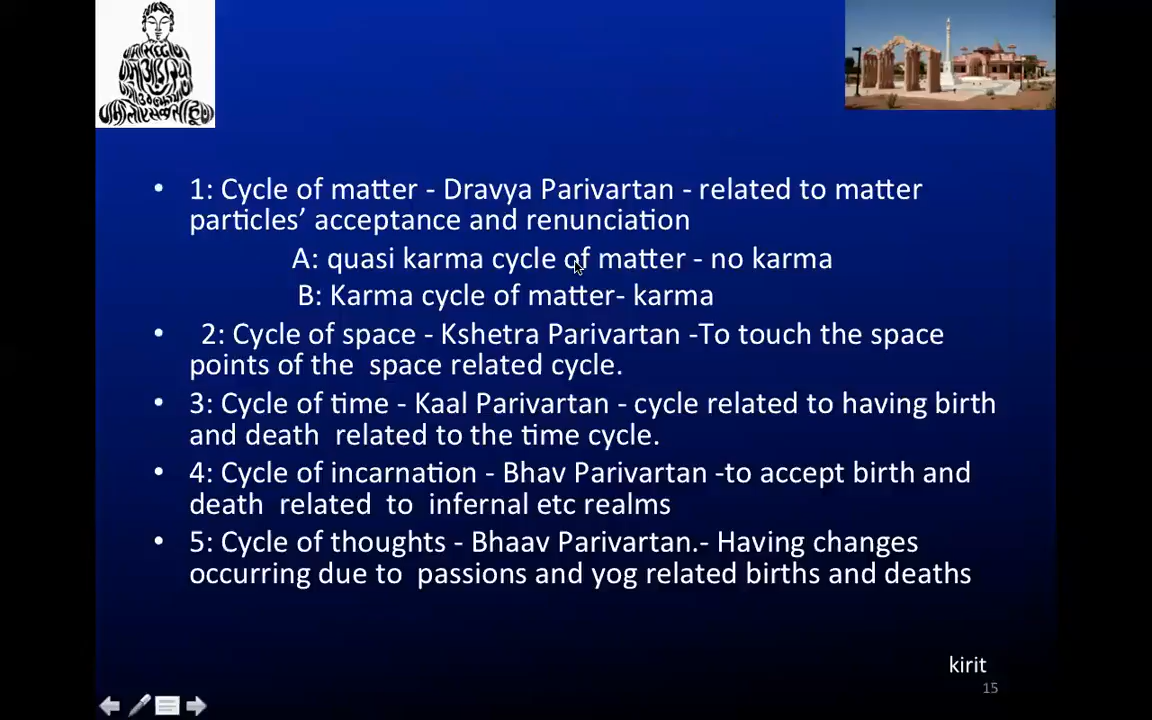 • 1: Cycle of matter - Dravya Parivartan - related to matter
particles’ acceptance and renunciation
A: quasi karma cycle of matter - no karma
B: Karma cycle of matter- karma
• 2: Cycle of space - Kshetra Parivartan -To touch the space
points of the space related cycle.
• 3: Cycle of time - Kaal Parivartan - cycle related to having birth
and death related to the time cycle.
• 4: Cycle of incarnation - Bhav Parivartan -to accept birth and
death related to infernal etc realms
• 5: Cycle of thoughts - Bhaav Parivartan.- Having changes
occurring due to passions and yog related births and deaths
kirit
15